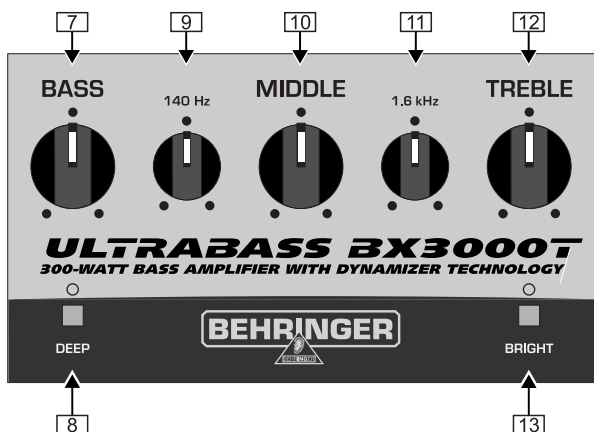 7 9 10 11 12
BASS 140 Hz MIDDLE 1.6 kHz TREBLE
ULTRABASS BX3000T
300-WATT BASS AMPLIFIER WITH DYNAMIZER TECHNOLOGY
BEHRINGER
BEHRINGER
DEEP BRIGHT
8 13